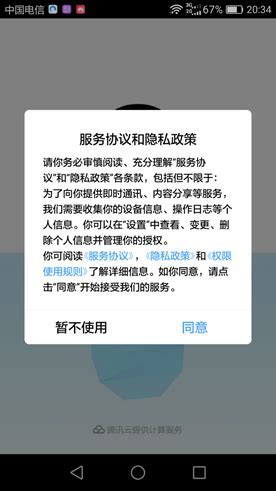 中国电信 67% 20:34
服务协议和隐私政策
请你务必审慎阅读、充分理解“服务协
议”和“隐私政策”各条款，包括但不限于：
为了向你提供即时通讯、内容分享等服务，
我们需要收集你的设备信息、操作日志等个
人信息。你可以在“设置”中查看、变更、删
除个人信息并管理你的授权。
你可阅读《服务协议》，《隐私政策》和《权限
使用规则》了解详细信息。如你同意，请点
击“同意”开始接受我们的服务。
暂不使用 同意
腾讯云提供计算服务